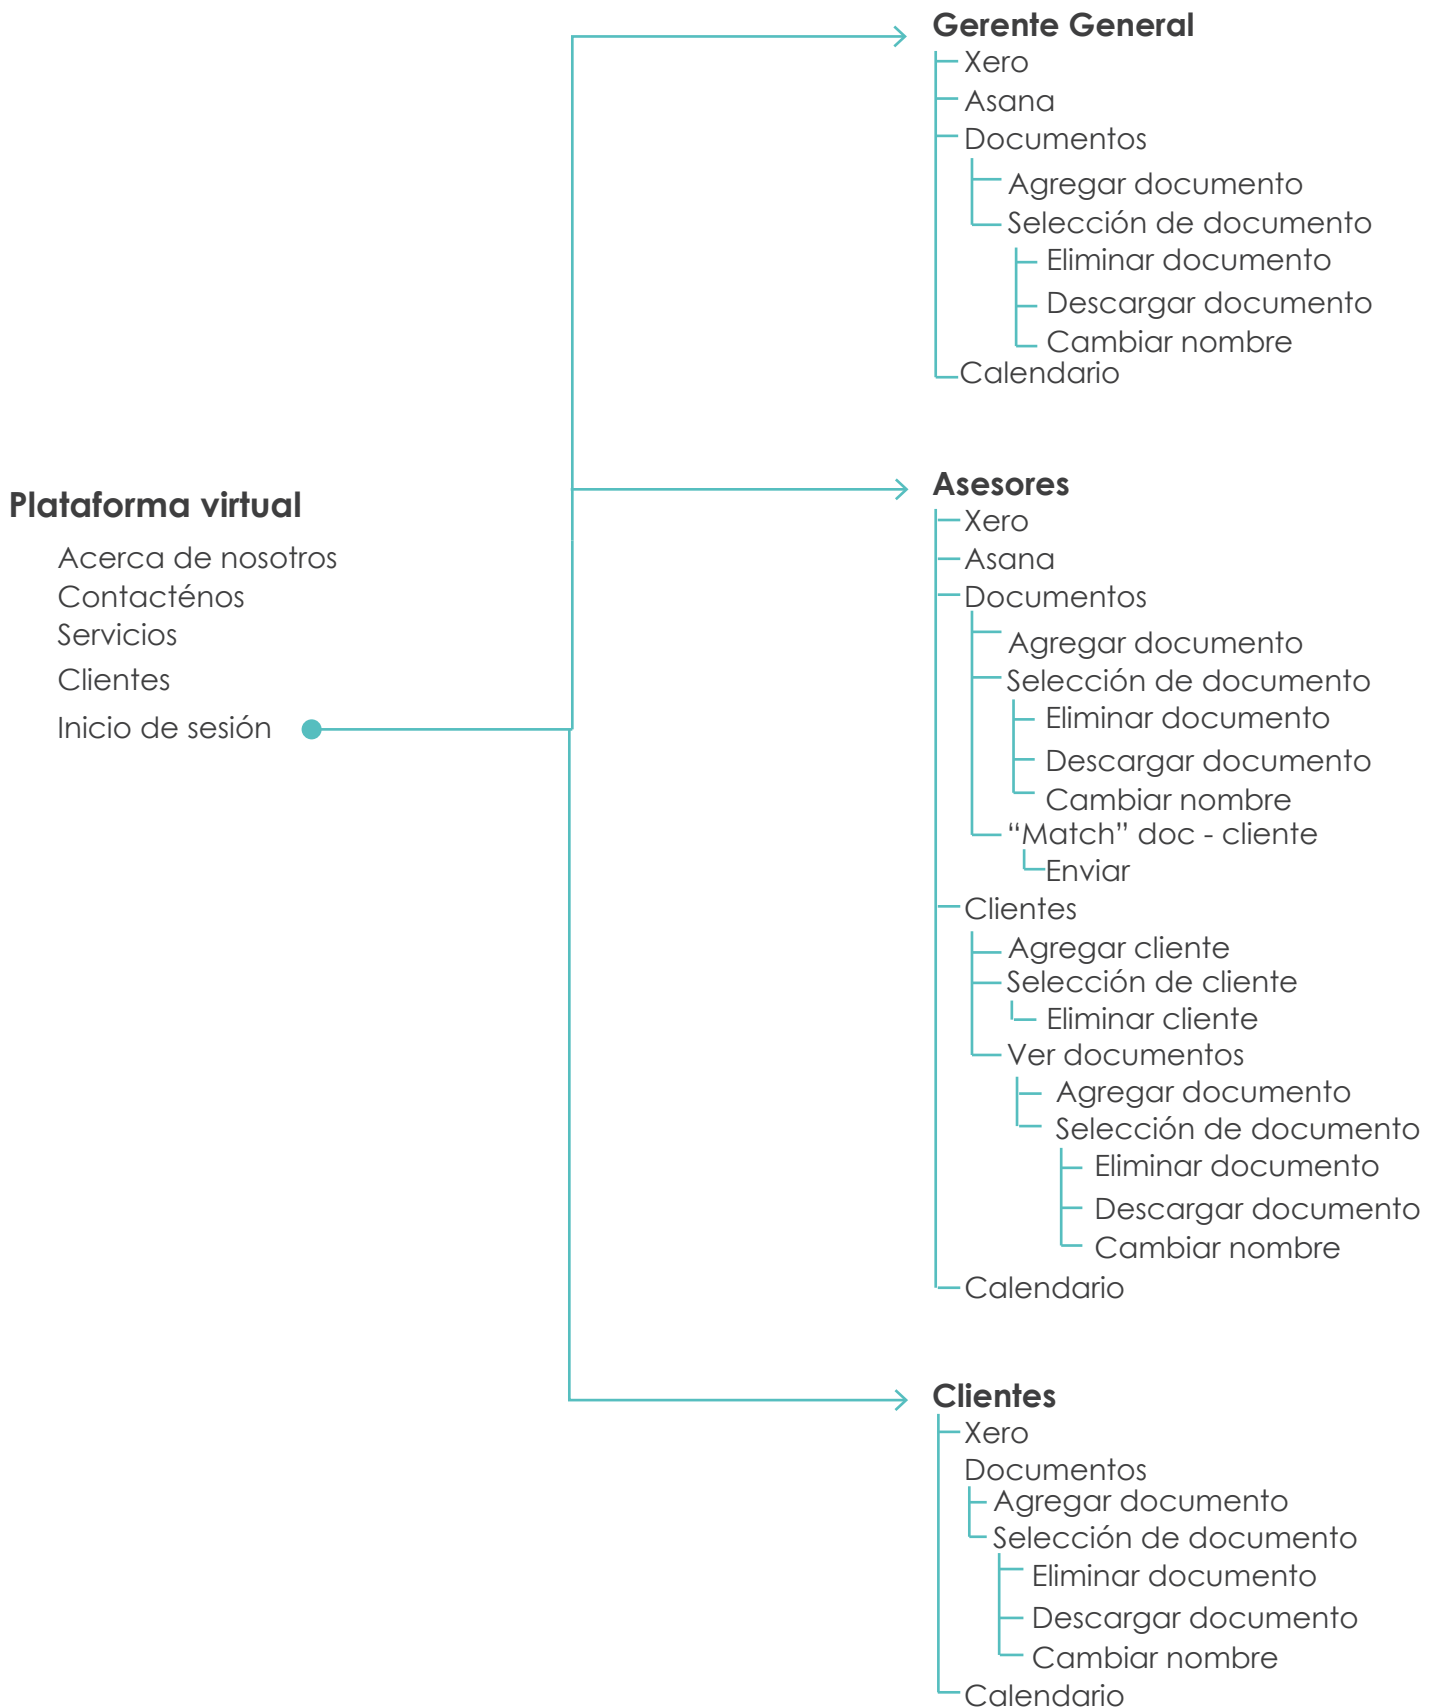 Plataforma virtual
Acerca de nosotros
Contacténos
Servicios
Clientes
Inicio de sesión
Gerente General
Xero
Asana
Documentos
Agregar documento
Selección de documento
Eliminar documento
Descargar documento
Cambiar nombre
Calendario
Asesores
Xero
Asana
Documentos
Agregar documento
Selección de documento
Eliminar documento
Descargar documento
Cambiar nombre
“Match” doc - cliente
Enviar
Clientes
Agregar cliente
Selección de cliente
Eliminar cliente
Ver documentos
Agregar documento
Selección de documento
Eliminar documento
Descargar documento
Cambiar nombre
Calendario
Clientes
Xero
Documentos
Agregar documento
Selección de documento
Eliminar documento
Descargar documento
Cambiar nombre
Calendario